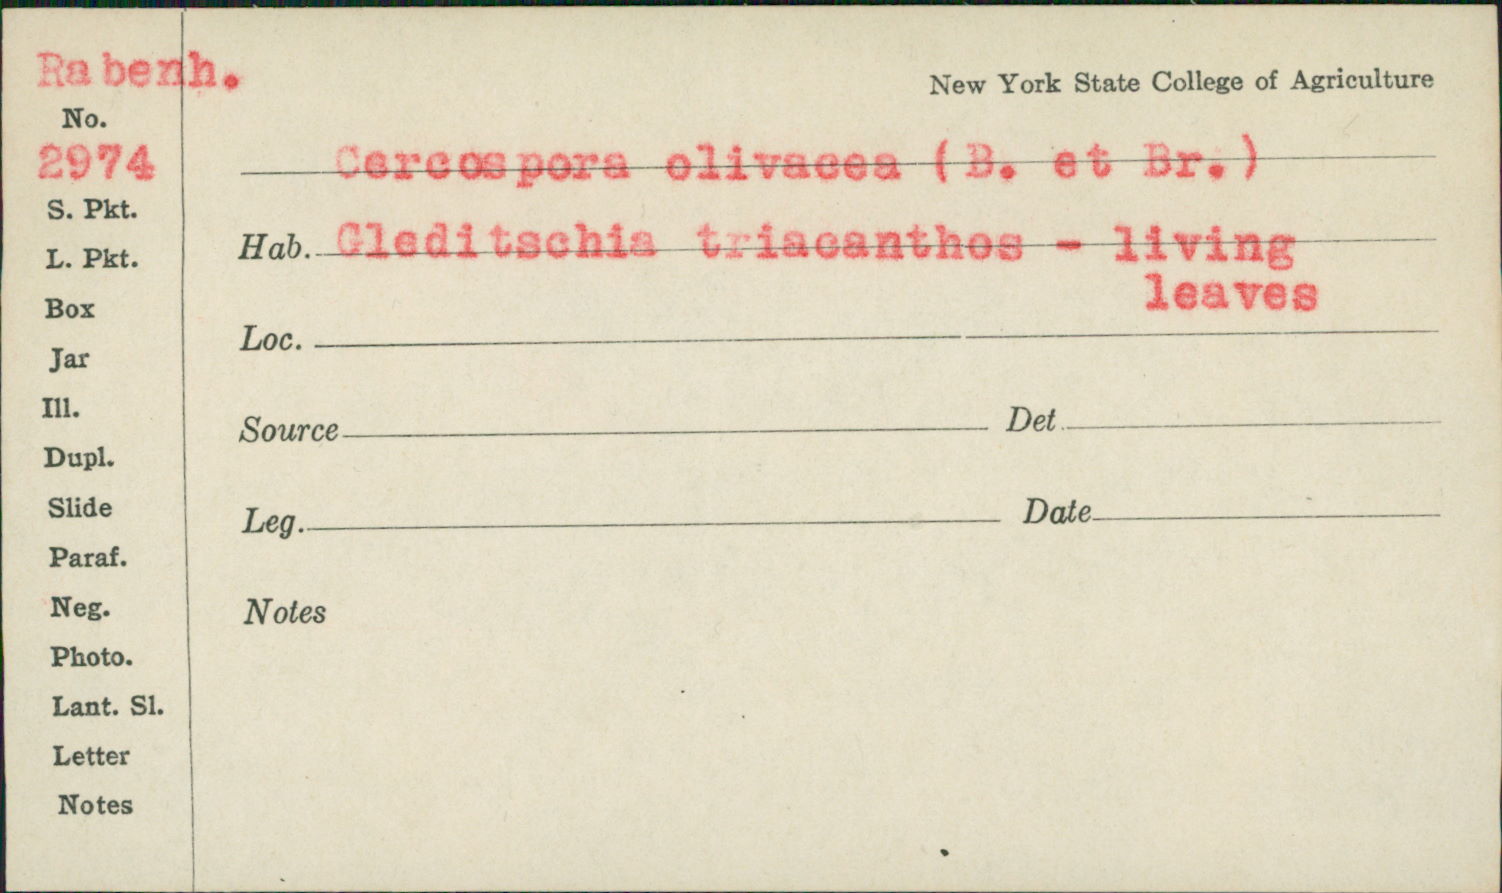 Rabenh.
New York State College of Agriculture
No.
2974
Cercospora olivacea (B. et Br.)
S. Pkt.
Hab. Gleditschia triacanthos - living
leaves
L. Pkt.
Box
Loc.
Jar
Ill.
Source Det.
Dupl.
Slide
Leg. Date
Paraf.
Neg.
Notes
Photo.
Lant. Sl.
Letter
Notes